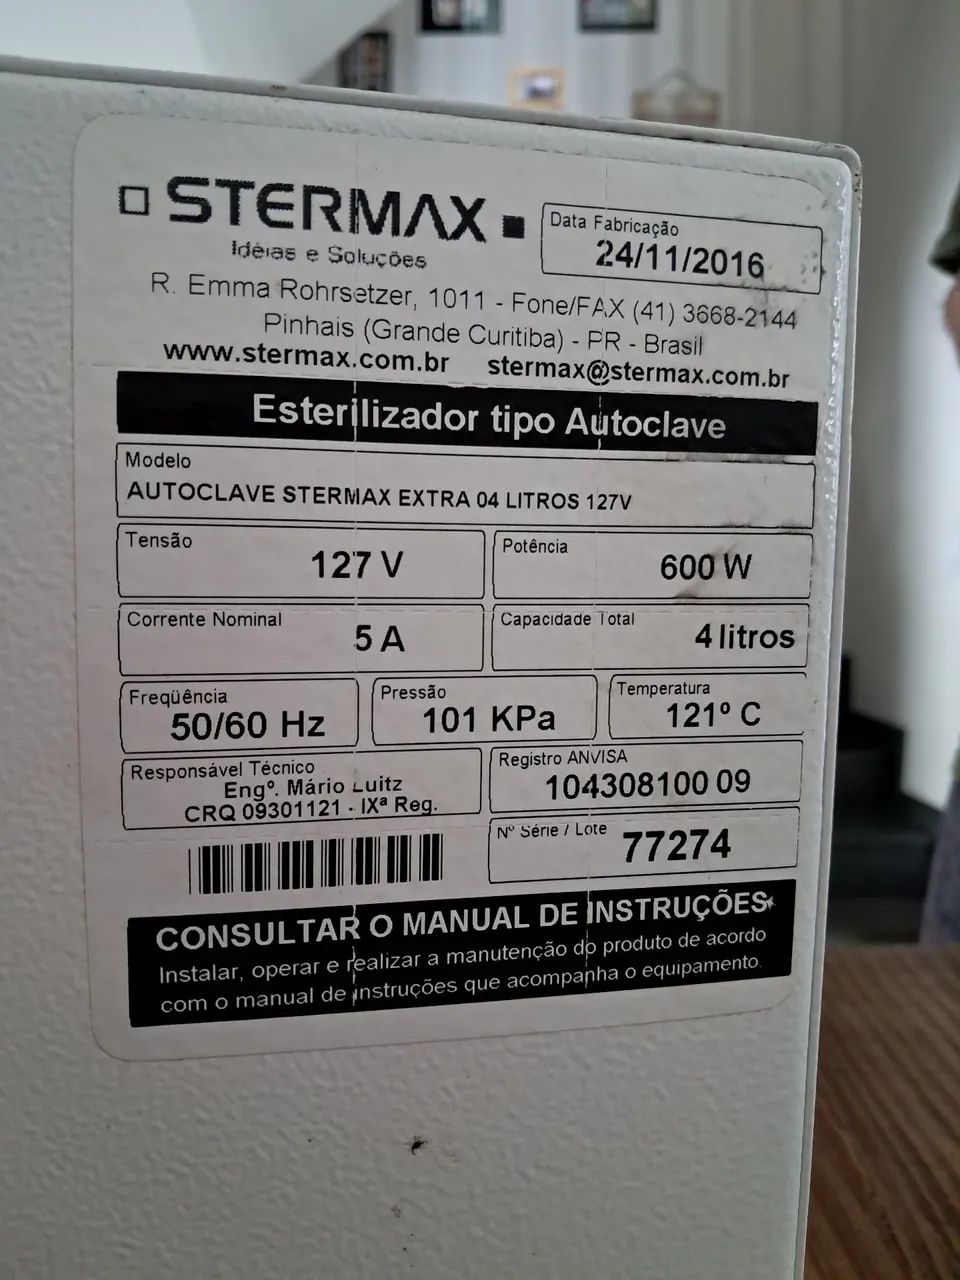 STERMAX
Idéias e Soluções
Data Fabricação
24/11/2016
R. Emma Rohrsetzer, 1011 - Fone/FAX (41) 3668-2144
Pinhais (Grande Curitiba) - PR - Brasil
www.stermax.com.br stermax@stermax.com.br
Esterilizador tipo Autoclave
Modelo
AUTOCLAVE STERMAX EXTRA 04 LITROS 127V
Tensão
127 V
Potência
600 W
Corrente Nominal
5 A
Capacidade Total
4 litros
Freqüência
50/60 Hz
Pressão
101 KPa
Temperatura
121º C
Responsável Técnico
Engº. Mário Luitz
CRQ 09301121 - IXª Reg.
Registro ANVISA
104308100 09
Nº Série / Lote
77274
CONSULTAR O MANUAL DE INSTRUÇÕES
Instalar, operar e realizar a manutenção do produto de acordo
com o manual de instruções que acompanha o equipamento.